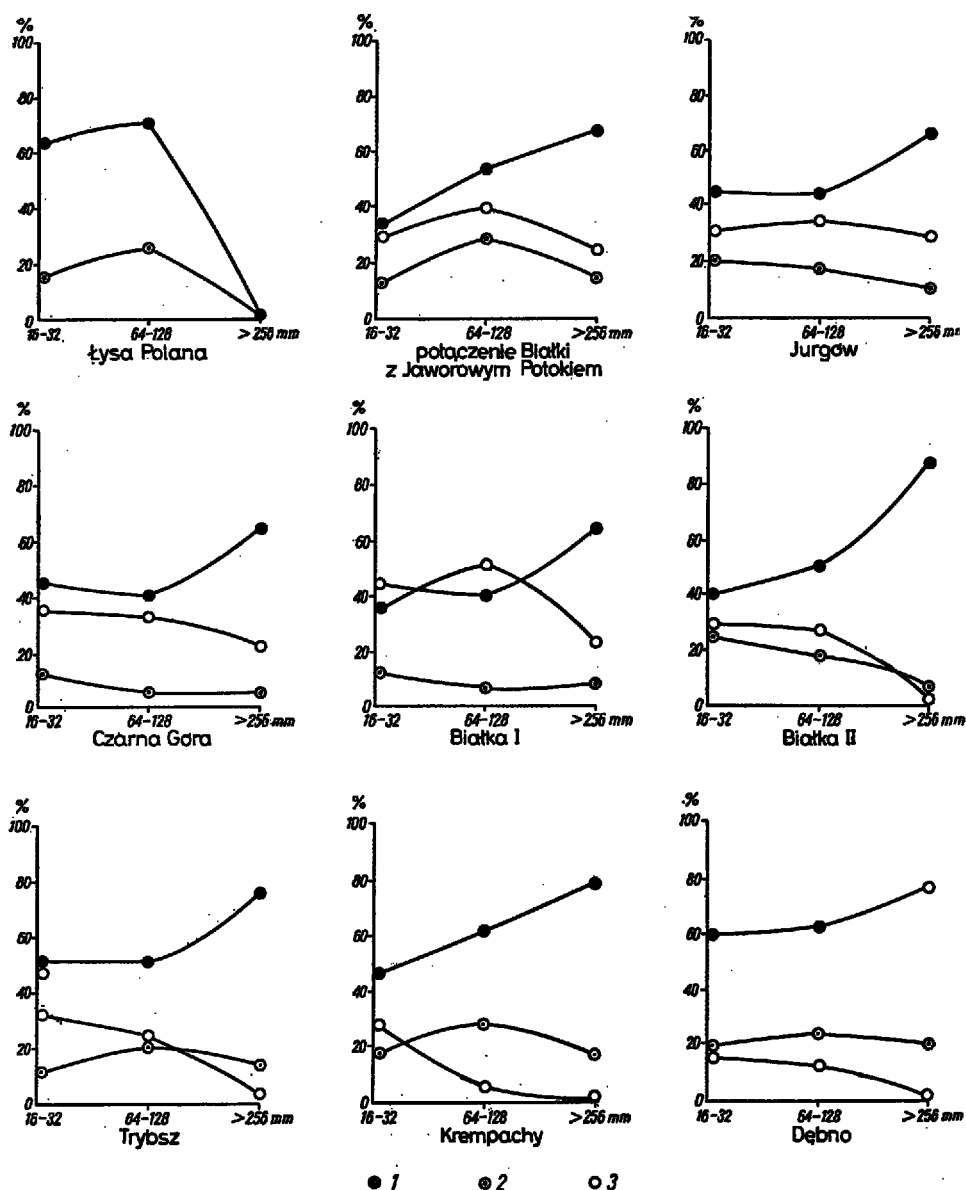 % % %
100 100 100
80 80 80
60 60 60
40 40 40
20 20 20
0 0 0
16-32 64-128 >256 mm 16-32 64-128 >256 mm 16-32 64-128 >256 mm
Łysa Polana połączenie Białki Jurgów
z Jaworowym Potokiem
% % %
100 100 100
80 80 80
60 60 60
40 40 40
20 20 20
0 0 0
16-32 64-128 >256 mm 16-32 64-128 >256 mm 16-32 64-128 >256 mm
Czarna Góra Białka I Białka II
% % %
100 100 100
80 80 80
60 60 60
40 40 40
20 20 20
0 0 0
16-32 64-128 >256 mm 16-32 64-128 >256 mm 16-32 64-128 >256 mm
Trybsz Krempachy Dębno
1 2 3